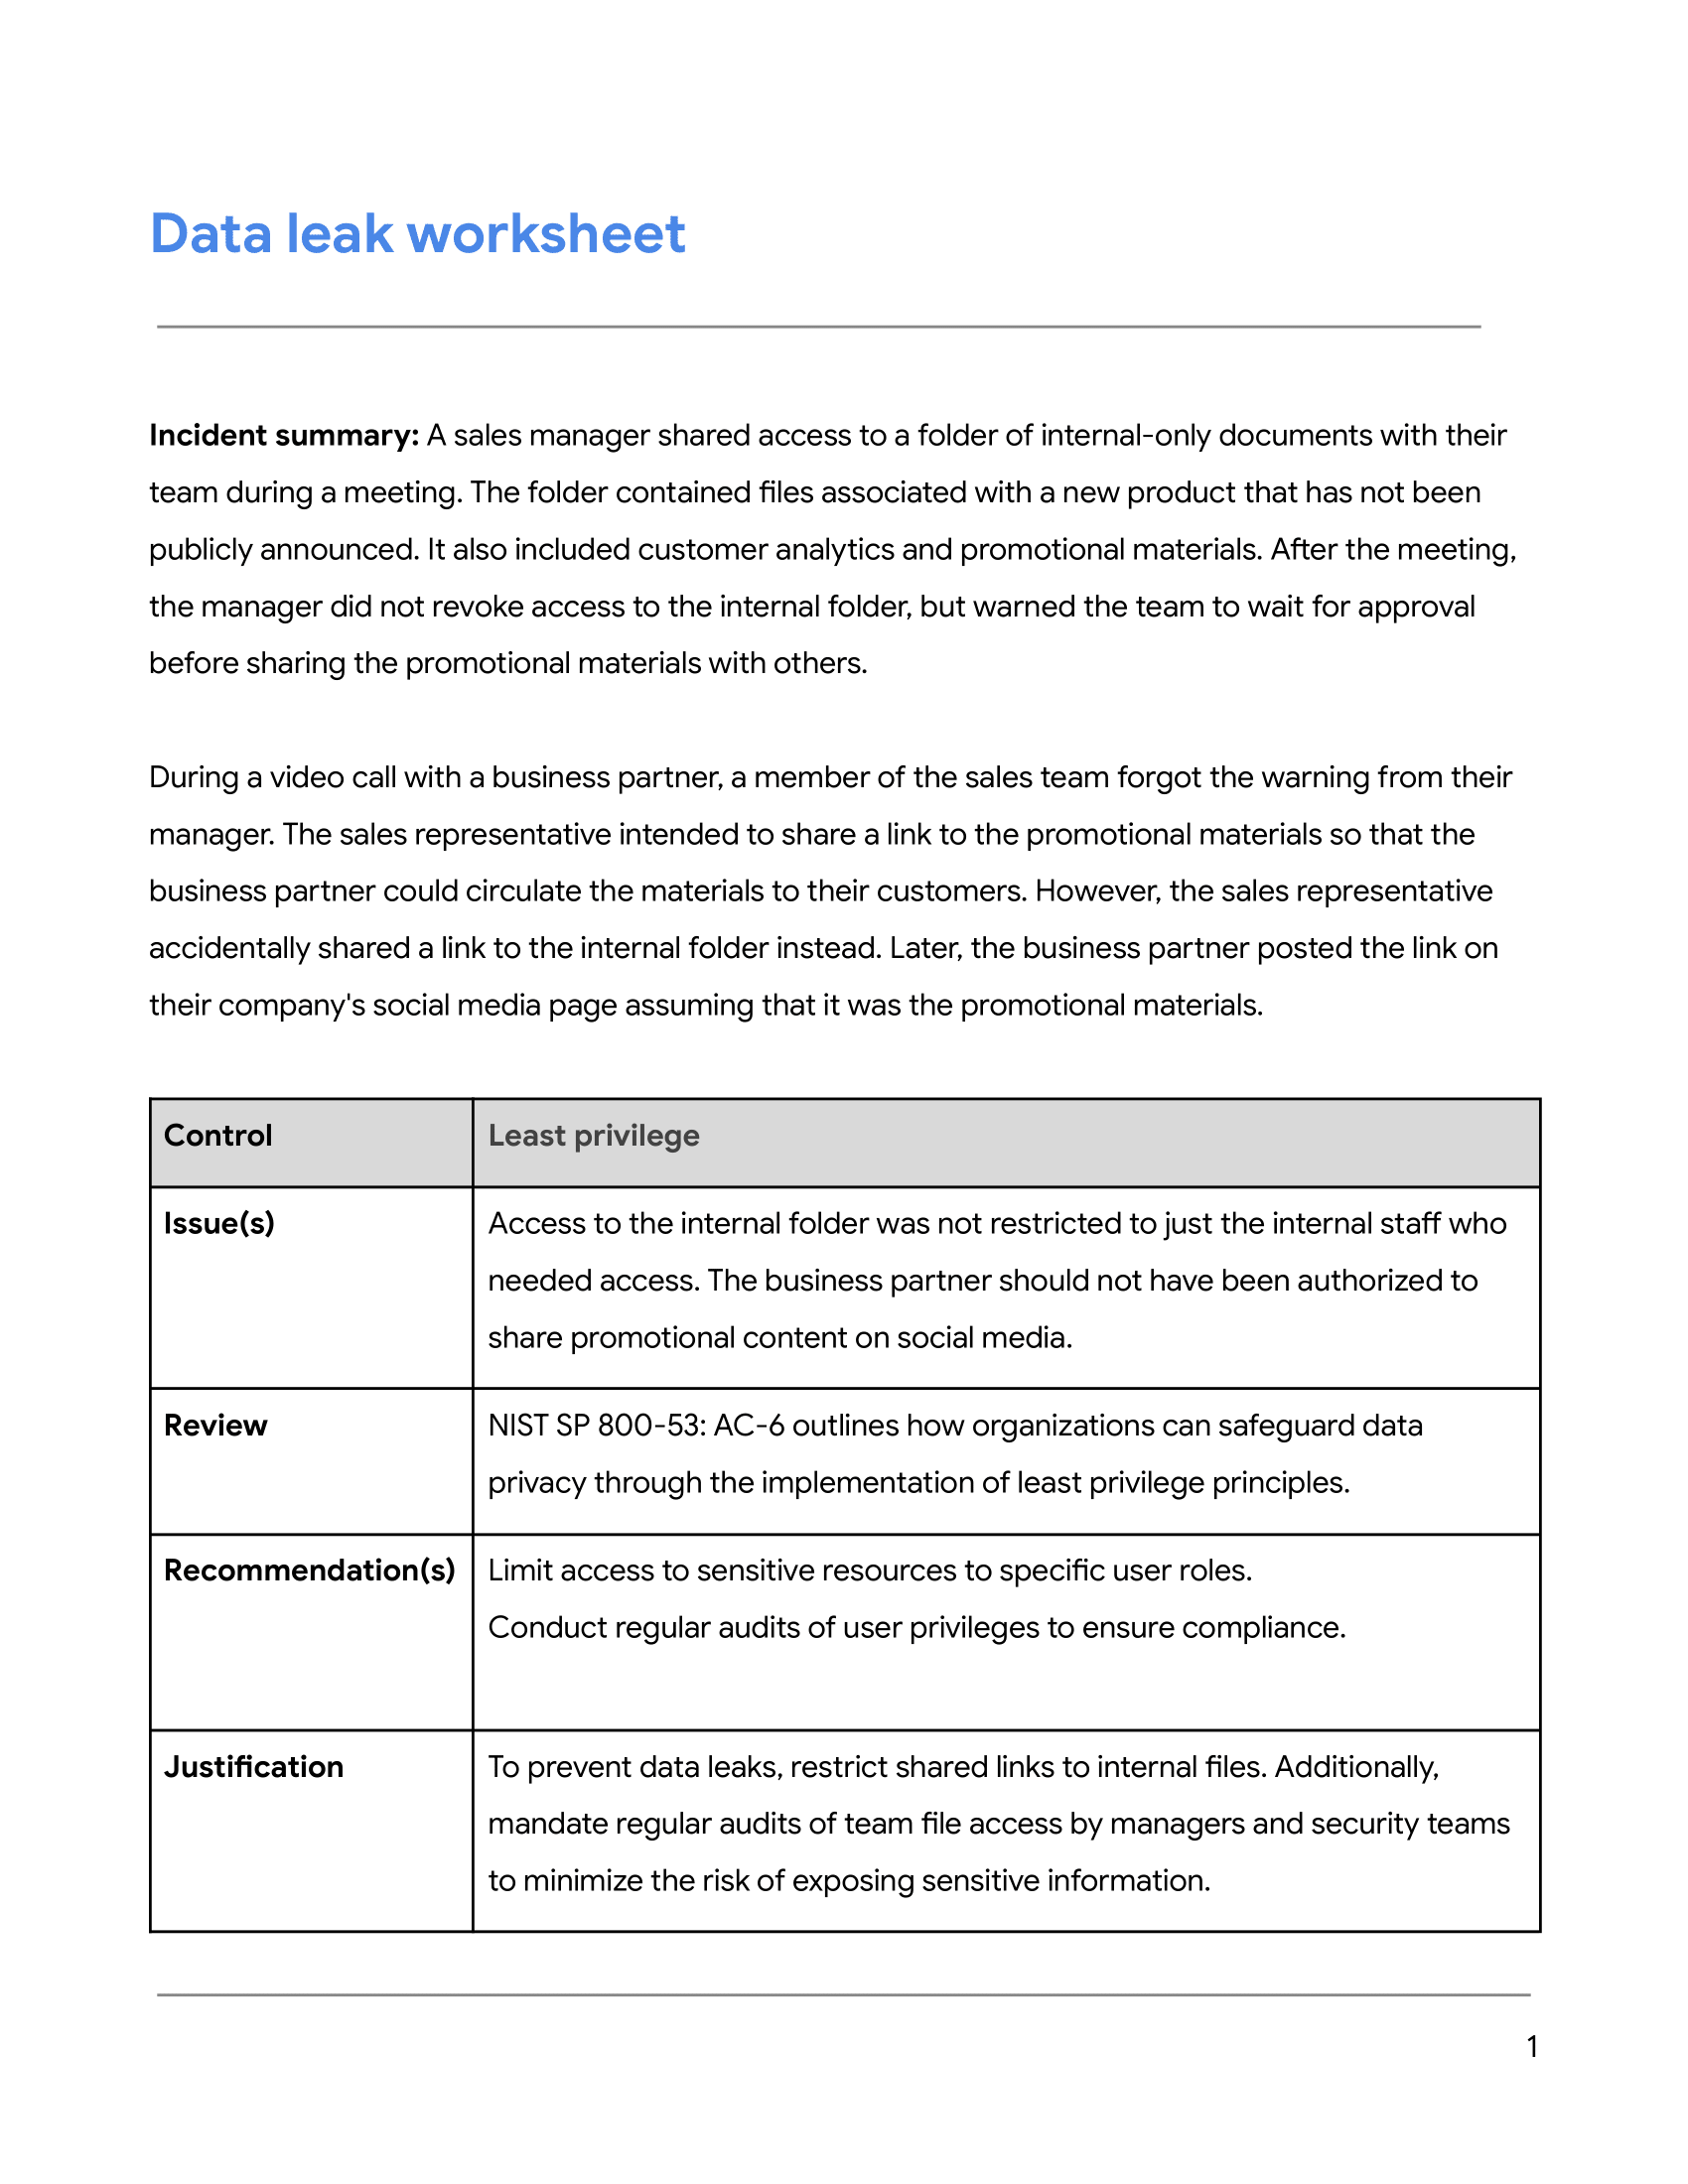 Data leak worksheet
Incident summary: A sales manager shared access to a folder of internal-only documents with their
team during a meeting. The folder contained files associated with a new product that has not been
publicly announced. It also included customer analytics and promotional materials. After the meeting,
the manager did not revoke access to the internal folder, but warned the team to wait for approval
before sharing the promotional materials with others.
During a video call with a business partner, a member of the sales team forgot the warning from their
manager. The sales representative intended to share a link to the promotional materials so that the
business partner could circulate the materials to their customers. However, the sales representative
accidentally shared a link to the internal folder instead. Later, the business partner posted the link on
their company's social media page assuming that it was the promotional materials.
Control
Least privilege
Issue(s)
Access to the internal folder was not restricted to just the internal staff who
needed access. The business partner should not have been authorized to
share promotional content on social media.
Review
NIST SP 800-53: AC-6 outlines how organizations can safeguard data
privacy through the implementation of least privilege principles.
Recommendation(s)
Limit access to sensitive resources to specific user roles.
Conduct regular audits of user privileges to ensure compliance.
Justification
To prevent data leaks, restrict shared links to internal files. Additionally,
mandate regular audits of team file access by managers and security teams
to minimize the risk of exposing sensitive information.
1